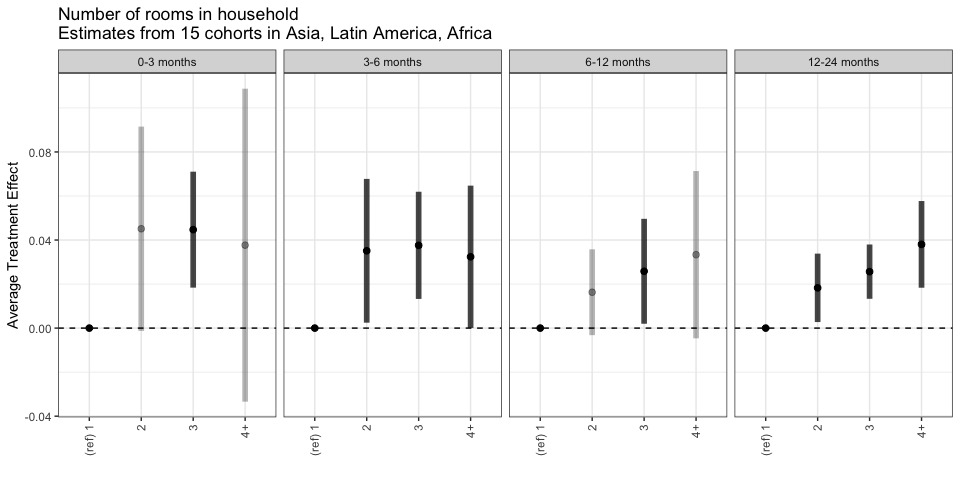 Number of rooms in household
Estimates from 15 cohorts in Asia, Latin America, Africa
0-3 months
3-6 months
6-12 months
12-24 months
Average Treatment Effect
0.08
0.04
0.00
-0.04
(ref) 1
2
3
4+
(ref) 1
2
3
4+
(ref) 1
2
3
4+
(ref) 1
2
3
4+